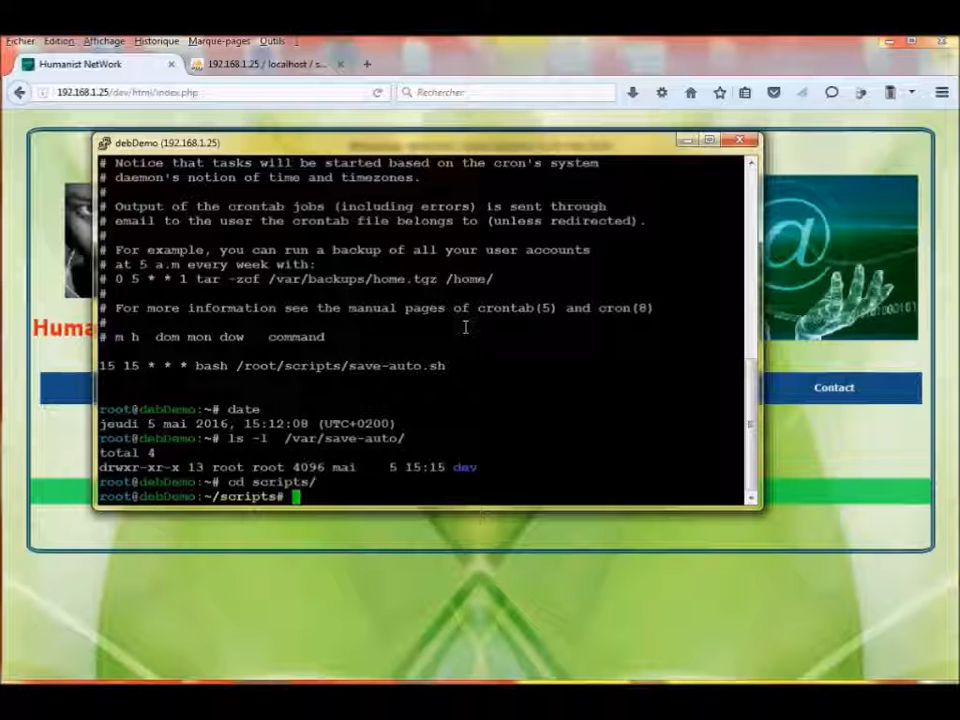 Fichier Edition Affichage Historique Marque-pages Outils
Humanist NetWork
192.168.1.25 / localhost / s...
192.168.1.25/dev/html/index.php
Rechercher
debDemo (192.168.1.25)
# Notice that tasks will be started based on the cron's system
# daemon's notion of time and timezones.
#
# Output of the crontab jobs (including errors) is sent through
# email to the user the crontab file belongs to (unless redirected).
#
# For example, you can run a backup of all your user accounts
# at 5 a.m every week with:
# 0 5 * * 1 tar -zcf /var/backups/home.tgz /home/
#
# For more information see the manual pages of crontab(5) and cron(8)
#
# m h  dom mon dow   command
15 15 * * * bash /root/scripts/save-auto.sh
root@debDemo:~# date
jeudi 5 mai 2016, 15:12:08 (UTC+0200)
root@debDemo:~# ls -l  /var/save-auto/
total 4
drwxr-xr-x 13 root root 4096 mai    5 15:15 dev
root@debDemo:~# cd scripts/
root@debDemo:~/scripts#
Huma
Contact